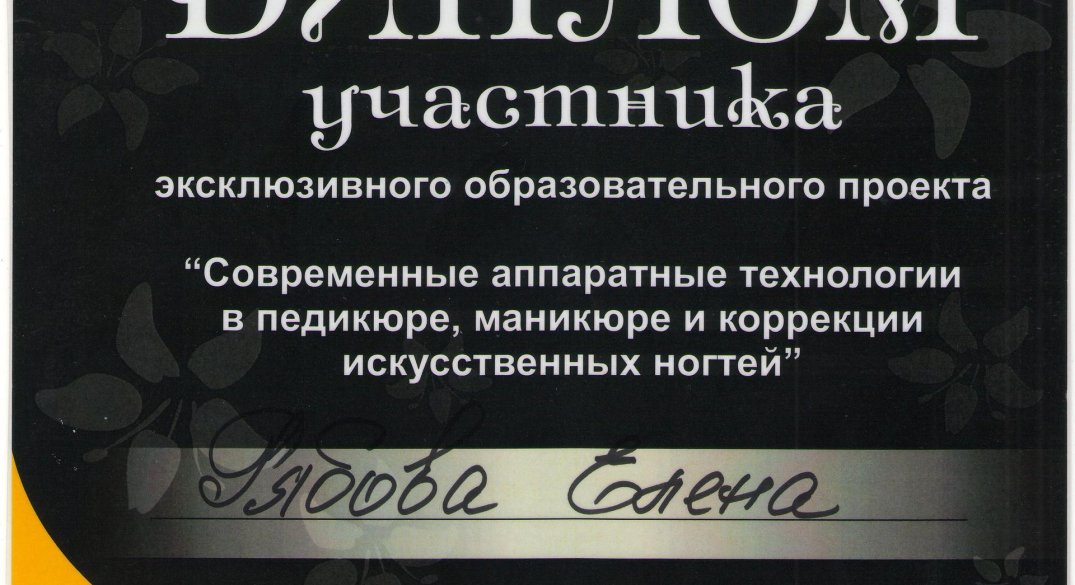 ДИПЛОМ
участника
эксклюзивного образовательного проекта
“Современные аппаратные технологии
в педикюре, маникюре и коррекции
искусственных ногтей”
Рябова Елена